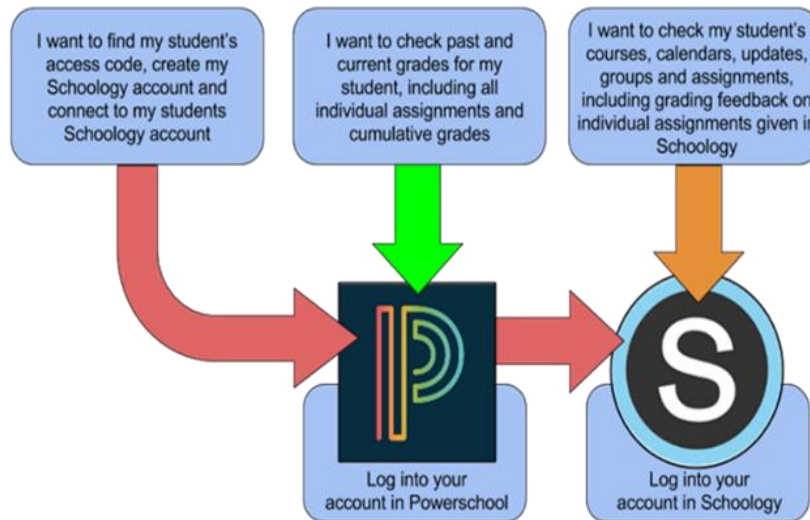 I want to find my student's
access code, create my
Schoology account and
connect to my students
Schoology account
I want to check past and
current grades for my
student, including all
individual assignments and
cumulative grades
I want to check my student's
courses, calendars, updates,
groups and assignments,
including grading feedback on
individual assignments given in
Schoology
P
S
Log into your
account in Powerschool
Log into your
account in Schoology